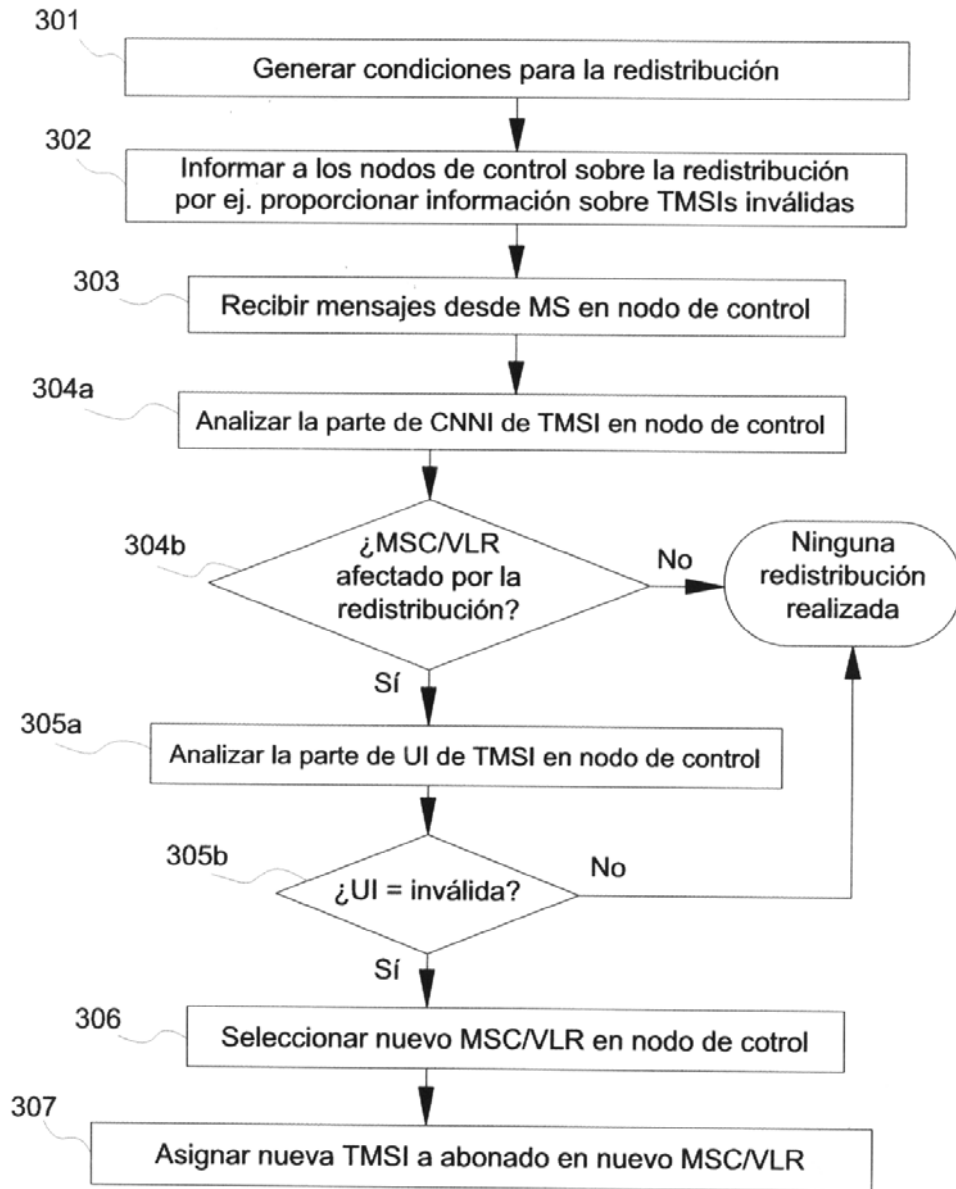 301
Generar condiciones para la redistribución
302
Informar a los nodos de control sobre la redistribución
por ej. proporcionar información sobre TMSIs inválidas
303
Recibir mensajes desde MS en nodo de control
304a
Analizar la parte de CNNI de TMSI en nodo de control
304b
¿MSC/VLR
afectado por la
redistribución?
No
Ninguna
redistribución
realizada
Sí
305a
Analizar la parte de UI de TMSI en nodo de control
305b
¿UI = inválida?
No
Sí
306
Seleccionar nuevo MSC/VLR en nodo de cotrol
307
Asignar nueva TMSI a abonado en nuevo MSC/VLR